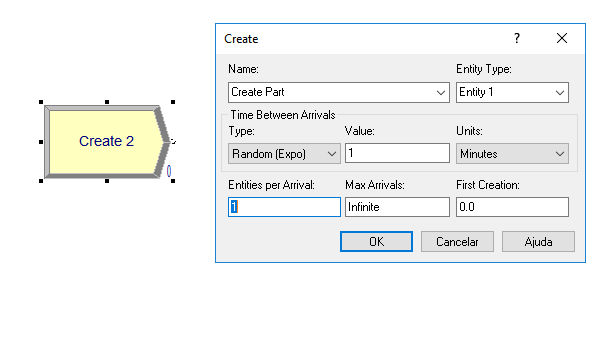 Create
?
Name:
Entity Type:
Create Part
Entity 1
Time Between Arrivals
Type:
Value:
Units:
Random (Expo)
1
Minutes
Entities per Arrival:
Max Arrivals:
First Creation:
1
Infinite
0.0
OK
Cancelar
Ajuda
Create 2
0